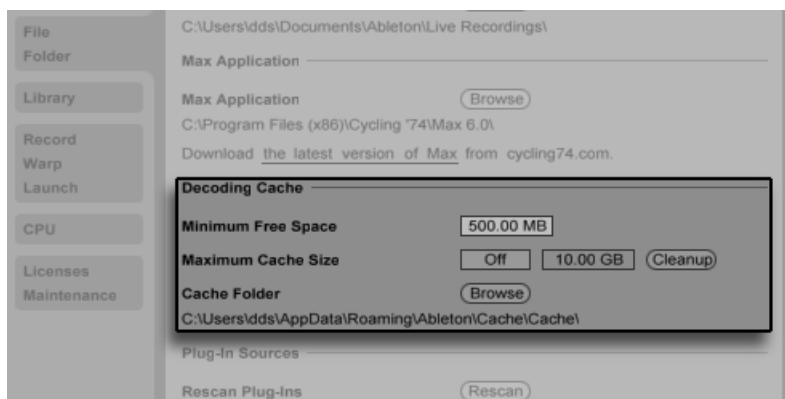 File
Folder
Library
Record
Warp
Launch
CPU
Licenses
Maintenance
C:\Users\dds\Documents\Ableton\Live Recordings\
Max Application
Max Application Browse
C:\Program Files (x86)\Cycling '74\Max 6.0\
Download the latest version of Max from cycling74.com.
Decoding Cache
Minimum Free Space 500.00 MB
Maximum Cache Size Off 10.00 GB Cleanup
Cache Folder Browse
C:\Users\dds\AppData\Roaming\Ableton\Cache\Cache\
Plug-In Sources
Rescan Plug-Ins Rescan